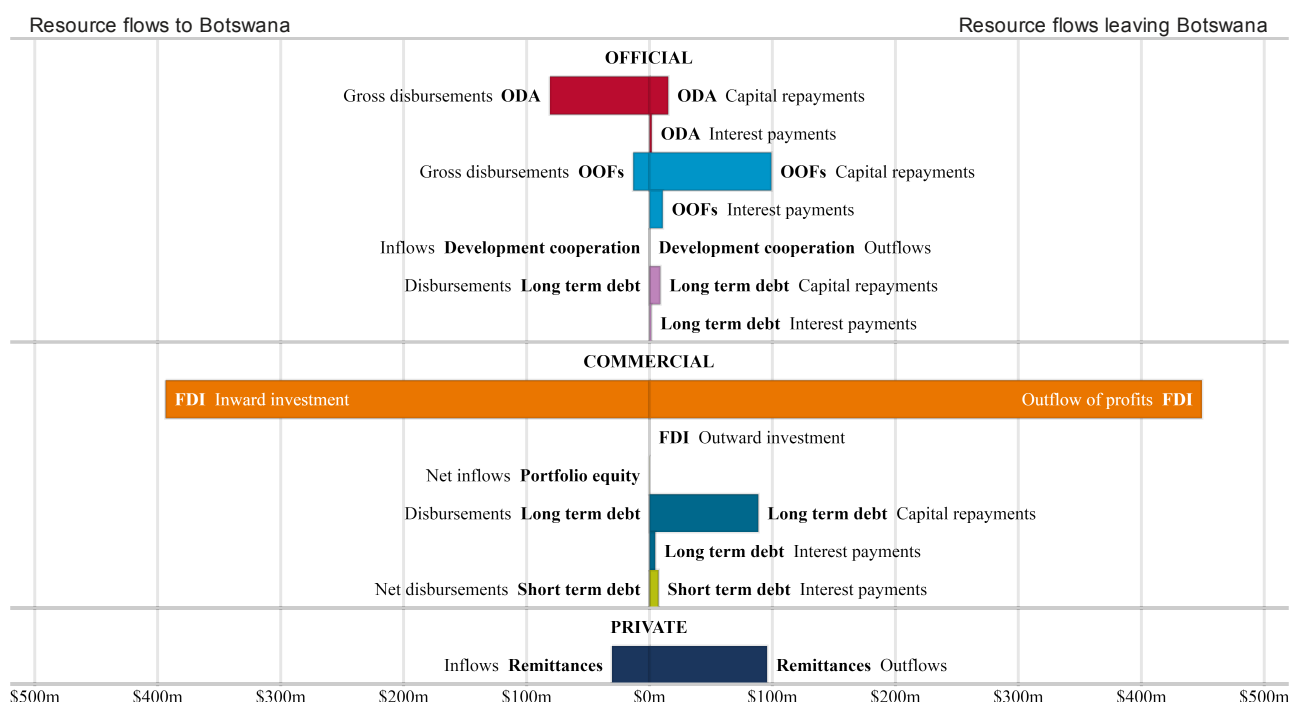 Resource flows to Botswana Resource flows leaving Botswana
OFFICIAL
Gross disbursements ODA ODA Capital repayments
ODA Interest payments
Gross disbursements OOFs OOFs Capital repayments
OOFs Interest payments
Inflows Development cooperation Development cooperation Outflows
Disbursements Long term debt Long term debt Capital repayments
Long term debt Interest payments
COMMERCIAL
FDI Inward investment Outflow of profits FDI
FDI Outward investment
Net inflows Portfolio equity
Disbursements Long term debt Long term debt Capital repayments
Long term debt Interest payments
Net disbursements Short term debt Short term debt Interest payments
PRIVATE
Inflows Remittances Remittances Outflows
$500m $400m $300m $200m $100m $0m $100m $200m $300m $400m $500m